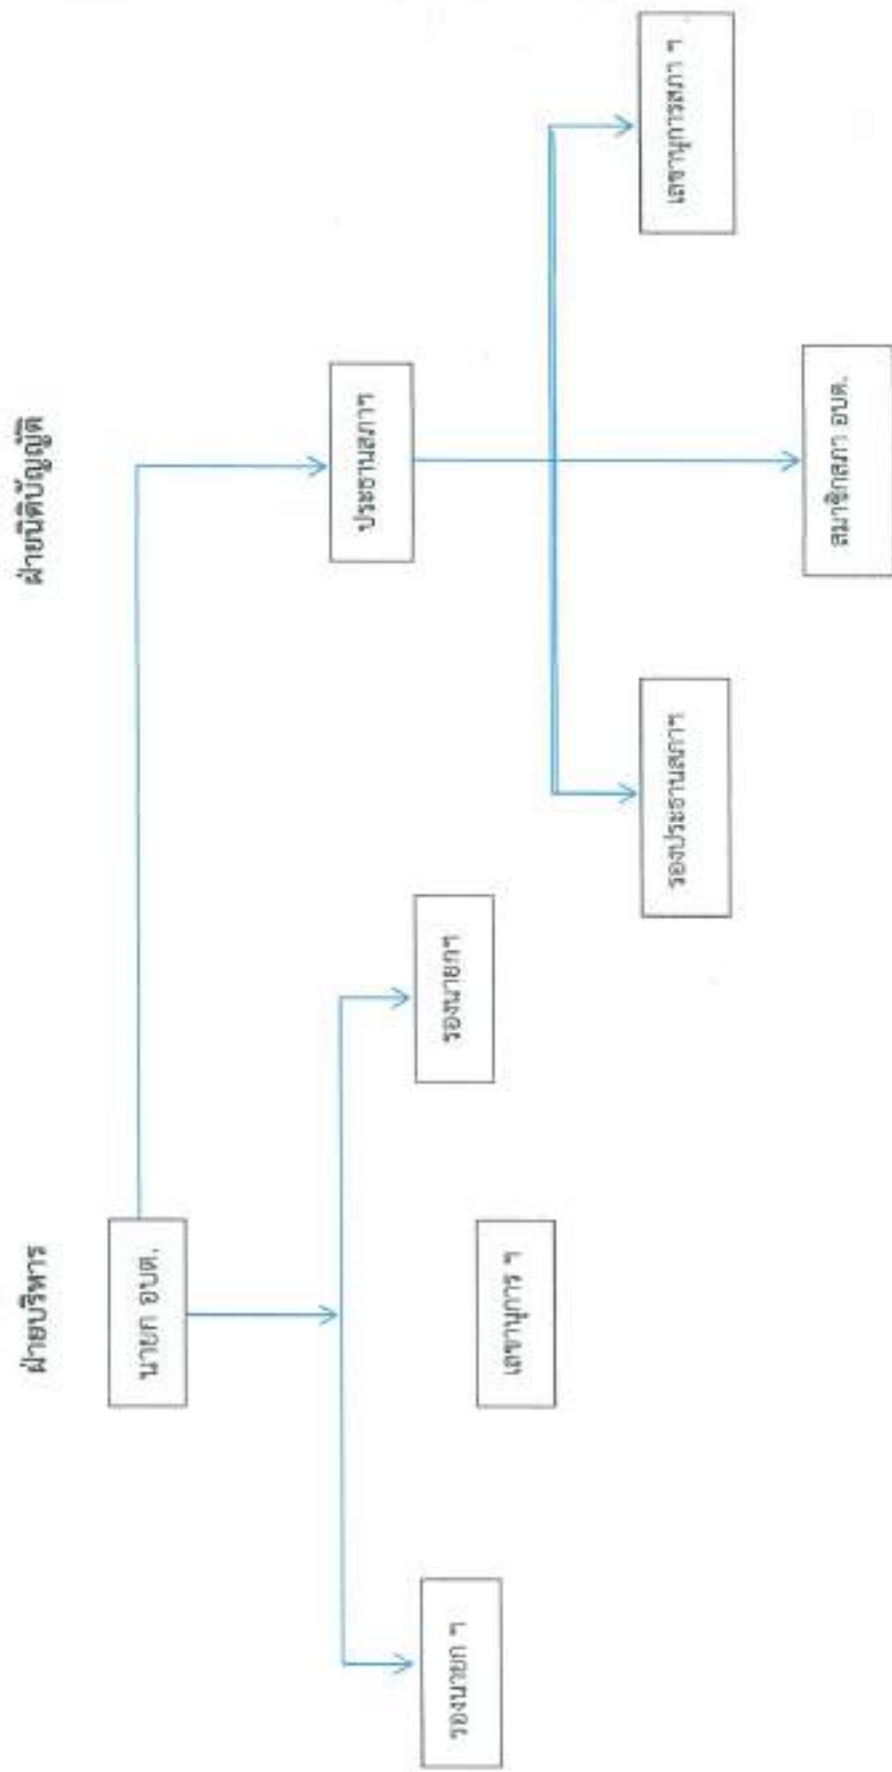 ฝ่ายบริหาร
ฝ่ายนิติบัญญัติ
นายก อบต.
ประธานสภาฯ
รองนายก ฯ
รองนายกฯ
เลขานุการ ฯ
รองประธานสภาฯ
เลขานุการสภา ฯ
สมาชิกสภา อบต.